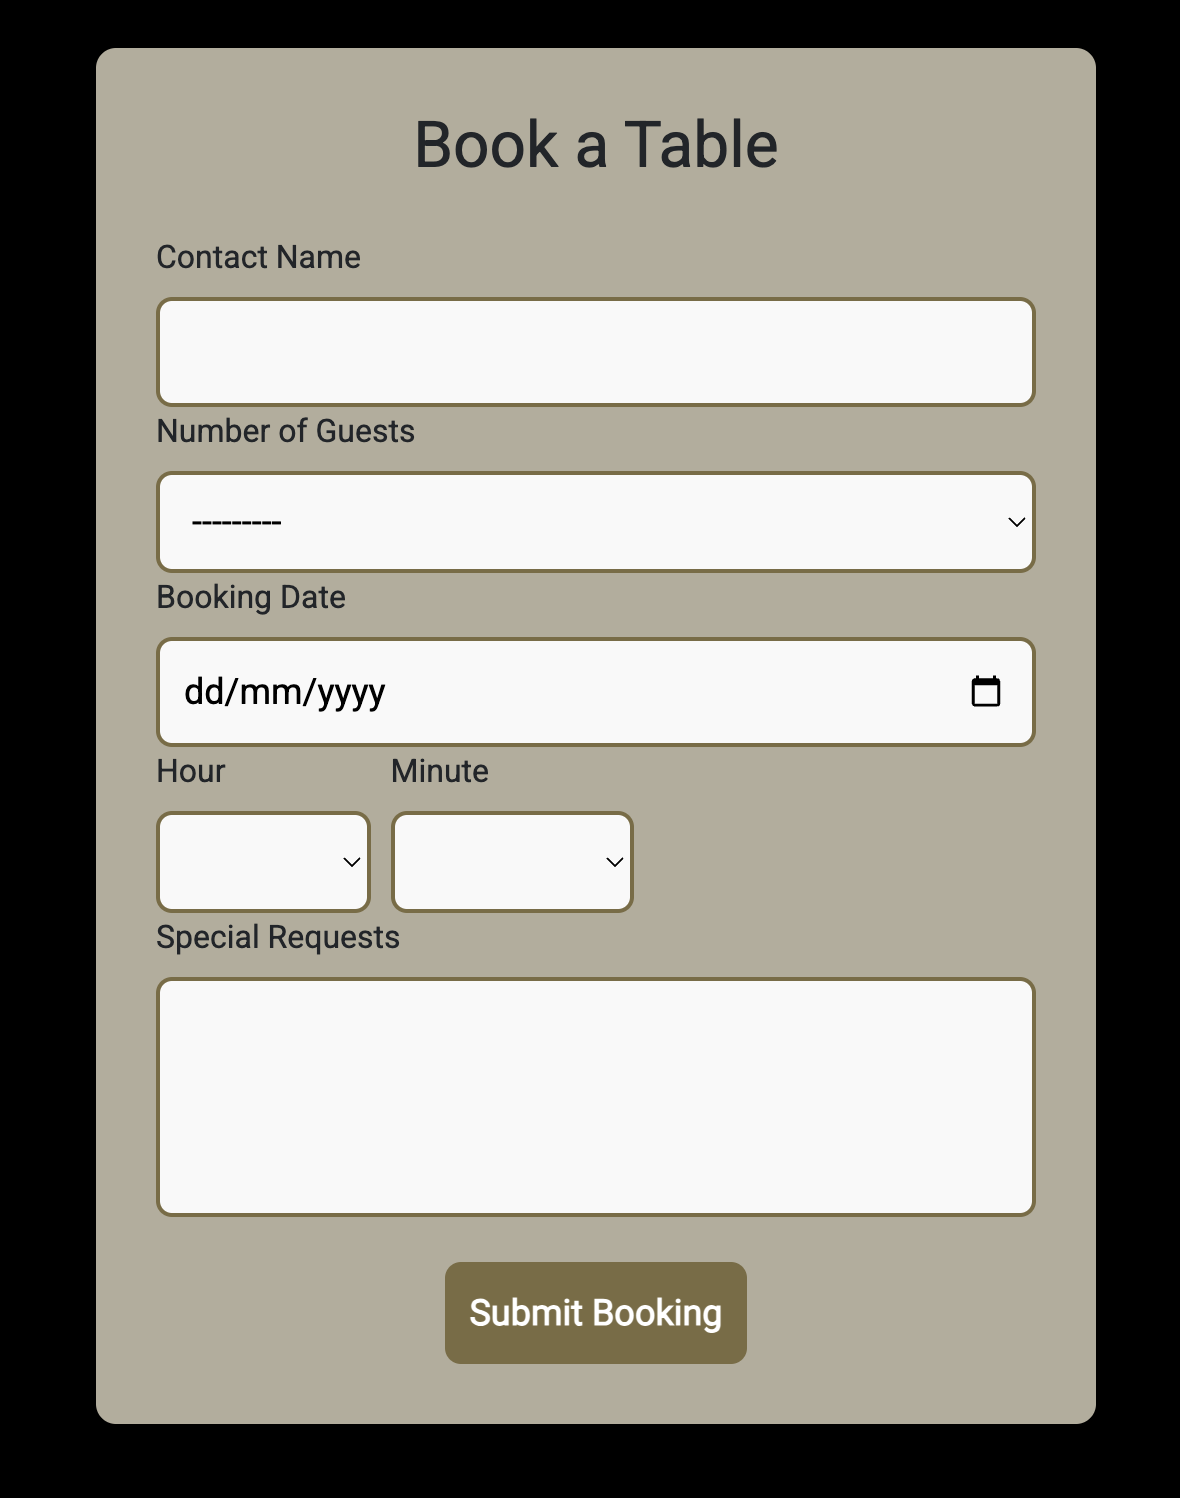 Book a Table
Contact Name
Number of Guests
---------
Booking Date
dd/mm/yyyy
Hour Minute
Special Requests
Submit Booking